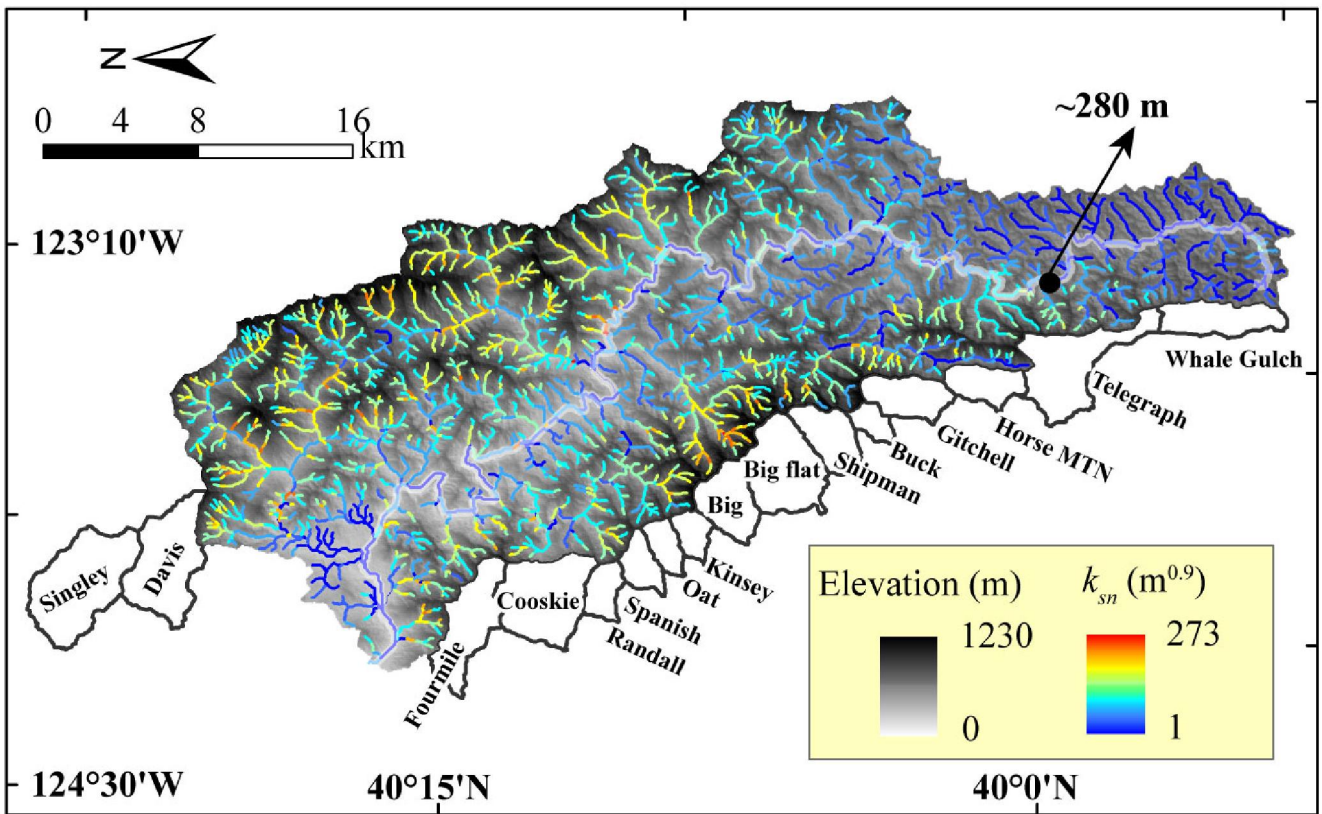 N
0 4 8 16
km
~280 m
123°10'W
Whale Gulch
Telegraph
Horse MTN
Gitchell
Buck
Shipman
Big flat
Big
Kinsey
Oat
Spanish
Randall
Cooskie
Fourmile
Davis
Singley
Elevation (m)
1230
0
k_sn (m^0.9)
273
1
124°30'W
40°15'N
40°0'N